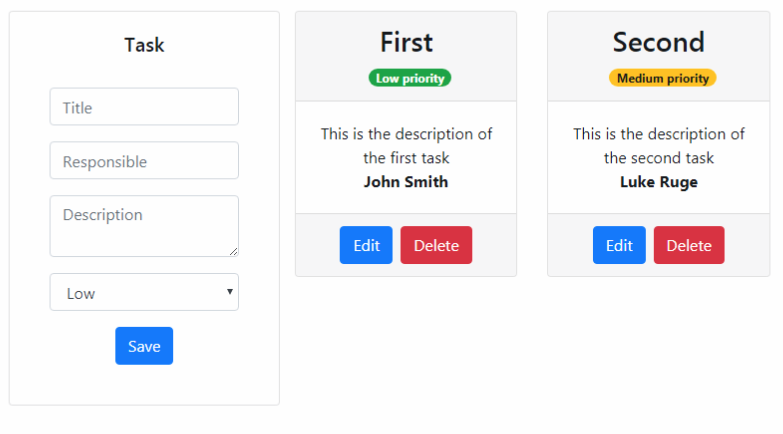 Task
Title
Responsible
Description
Low
Save
First
Low priority
This is the description of
the first task
John Smith
Edit
Delete
Second
Medium priority
This is the description of
the second task
Luke Ruge
Edit
Delete